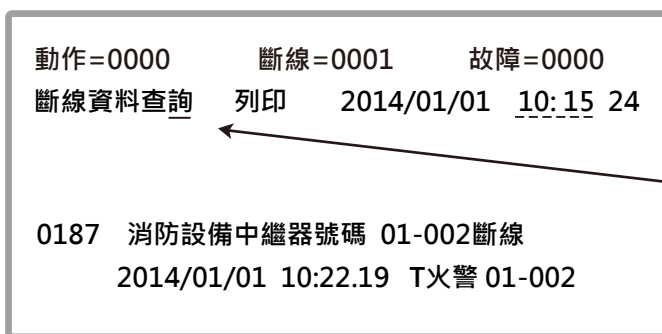 動作=0000 斷線=0001 故障=0000
斷線資料查詢 列印 2014/01/01 10:15 24
0187 消防設備中繼器號碼 01-002斷線
2014/01/01 10:22.19 T火警 01-002